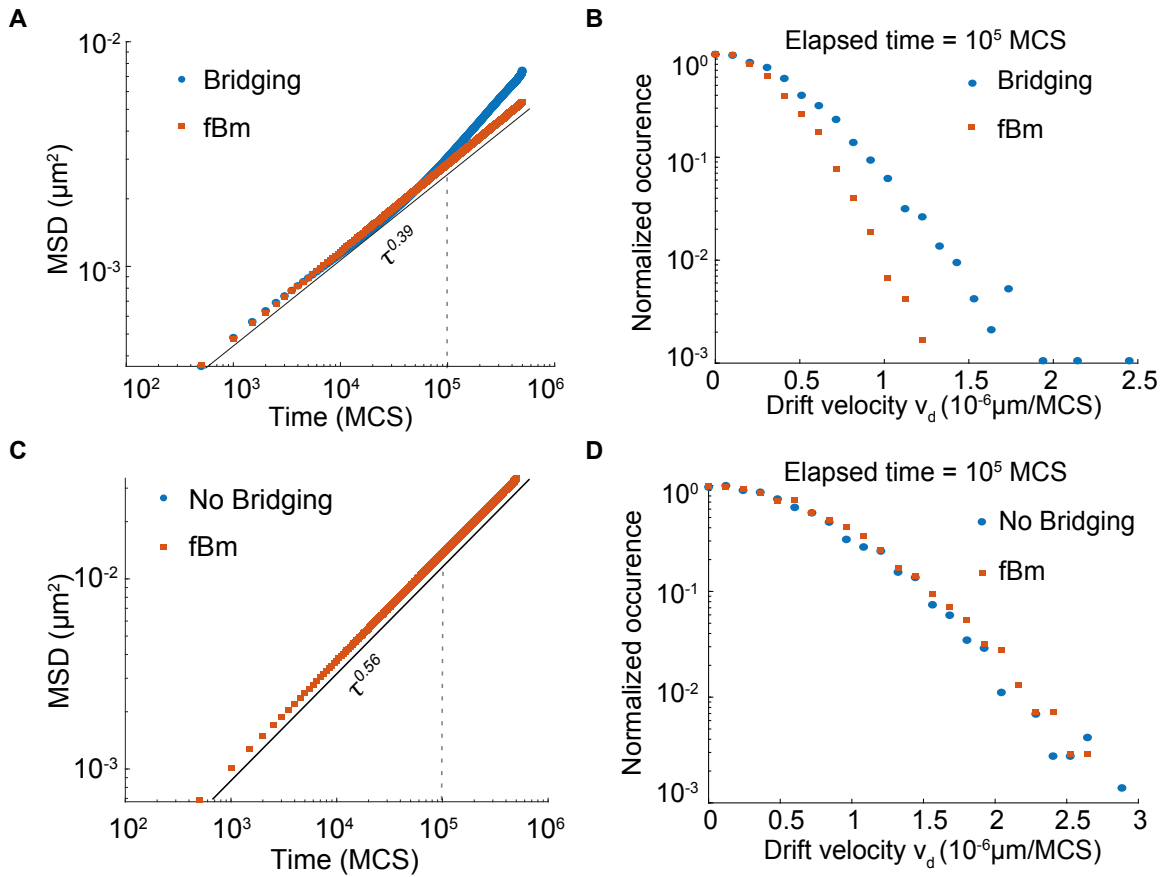 A
10⁻²
Bridging
fBm
MSD (µm²)
10⁻³
τ⁰·³⁹
10² 10³ 10⁴ 10⁵ 10⁶
Time (MCS)
B
Elapsed time = 10⁵ MCS
10⁰
Bridging
fBm
Normalized occurence
10⁻¹
10⁻²
10⁻³
0 0.5 1 1.5 2 2.5
Drift velocity v_d (10⁻⁶µm/MCS)
C
No Bridging
fBm
MSD (µm²)
10⁻²
τ⁰·⁵⁶
10⁻³
10² 10³ 10⁴ 10⁵ 10⁶
Time (MCS)
D
Elapsed time = 10⁵ MCS
10⁰
No Bridging
fBm
Normalized occurence
10⁻¹
10⁻²
10⁻³
0 0.5 1 1.5 2 2.5 3
Drift velocity v_d (10⁻⁶µm/MCS)